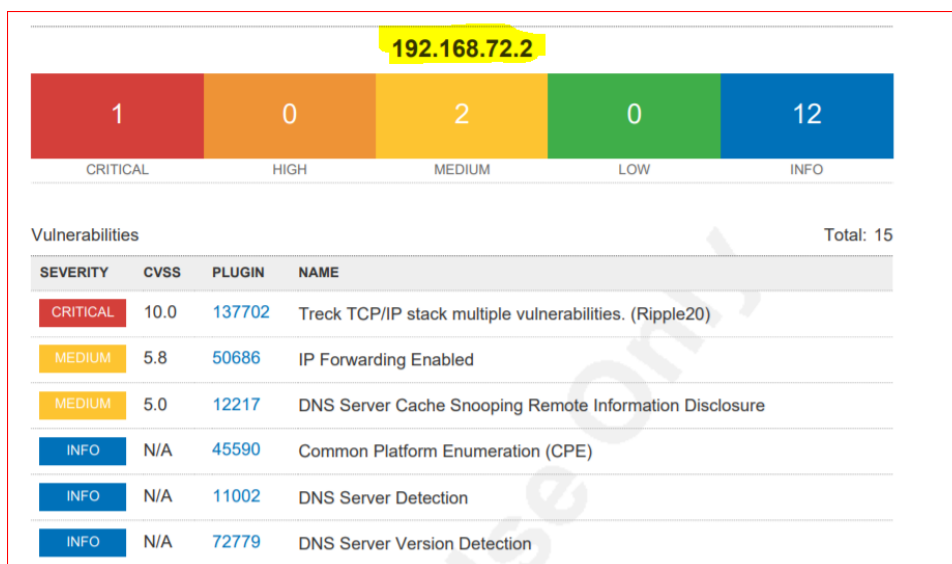 192.168.72.2
1 0 2 0 12
CRITICAL HIGH MEDIUM LOW INFO
Vulnerabilities Total: 15
SEVERITY CVSS PLUGIN NAME
CRITICAL 10.0 137702 Treck TCP/IP stack multiple vulnerabilities. (Ripple20)
MEDIUM 5.8 50686 IP Forwarding Enabled
MEDIUM 5.0 12217 DNS Server Cache Snooping Remote Information Disclosure
INFO N/A 45590 Common Platform Enumeration (CPE)
INFO N/A 11002 DNS Server Detection
INFO N/A 72779 DNS Server Version Detection
Use Only